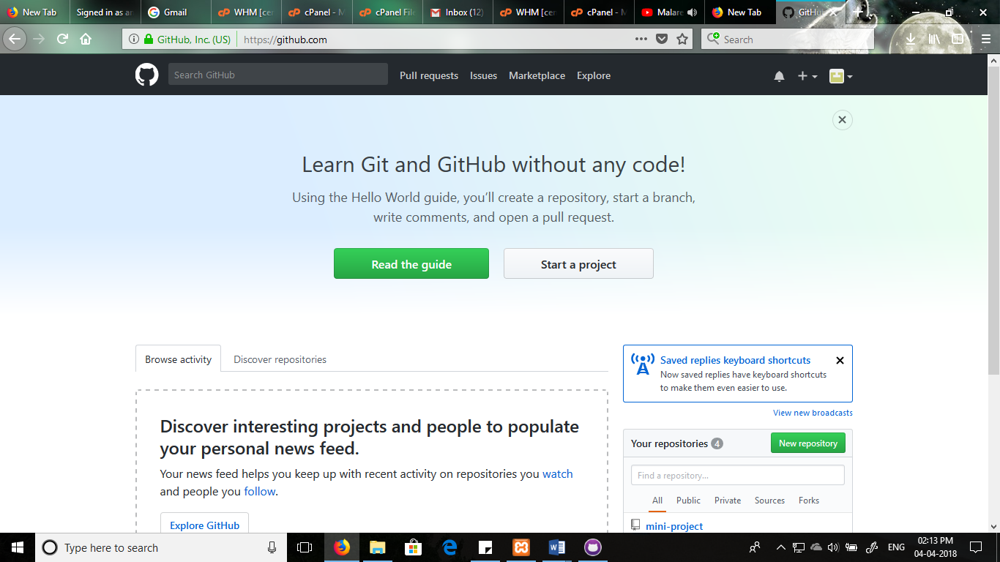 New Tab
Signed in as ar
Gmail
WHM [cer
cPanel - M
cPanel File
Inbox (12)
WHM [cer
cPanel - M
Malare
New Tab
GitHu
GitHub, Inc. (US)
https://github.com
Search
Search GitHub
Pull requests
Issues
Marketplace
Explore
Learn Git and GitHub without any code!
Using the Hello World guide, you’ll create a repository, start a branch,
write comments, and open a pull request.
Read the guide
Start a project
Browse activity
Discover repositories
Saved replies keyboard shortcuts
Now saved replies have keyboard shortcuts
to make them even easier to use.
View new broadcasts
Discover interesting projects and people to populate
your personal news feed.
Your news feed helps you keep up with recent activity on repositories you watch
and people you follow.
Explore GitHub
Your repositories 4
New repository
Find a repository...
All
Public
Private
Sources
Forks
mini-project
Type here to search
ENG
02:13 PM
04-04-2018